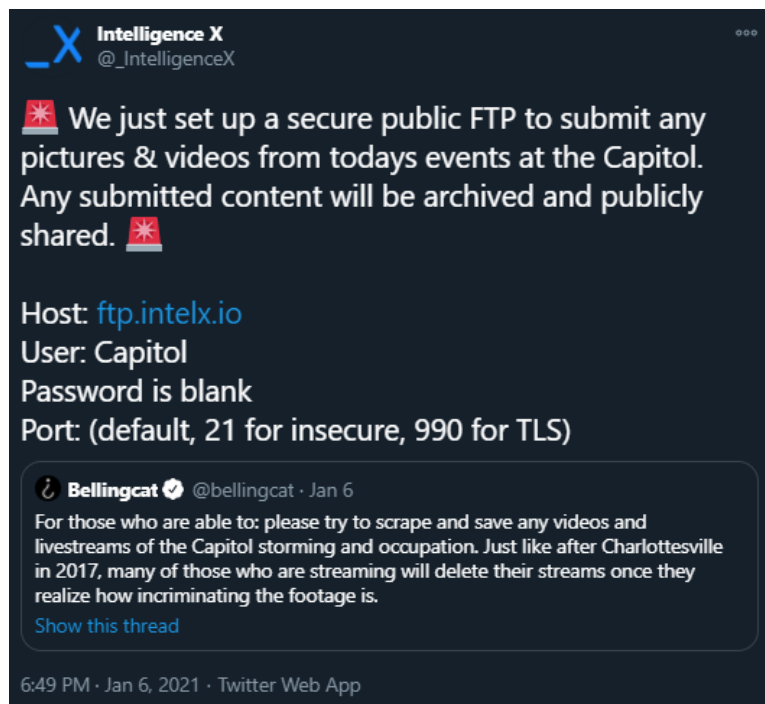 Intelligence X
@_IntelligenceX
🚨 We just set up a secure public FTP to submit any
pictures & videos from todays events at the Capitol.
Any submitted content will be archived and publicly
shared. 🚨
Host: ftp.intelx.io
User: Capitol
Password is blank
Port: (default, 21 for insecure, 990 for TLS)
Bellingcat @bellingcat · Jan 6
For those who are able to: please try to scrape and save any videos and
livestreams of the Capitol storming and occupation. Just like after Charlottesville
in 2017, many of those who are streaming will delete their streams once they
realize how incriminating the footage is.
Show this thread
6:49 PM · Jan 6, 2021 · Twitter Web App